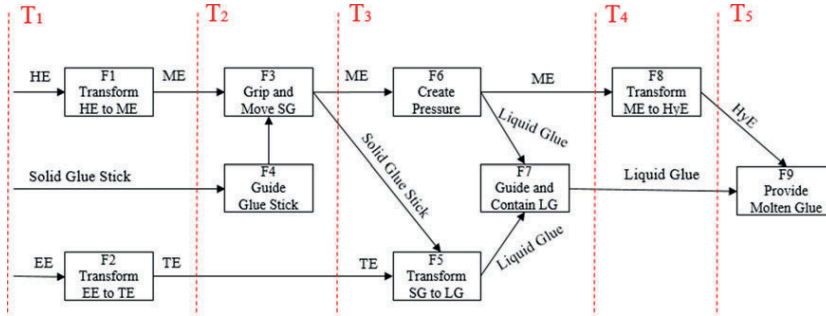 T1
T2
T3
T4
T5
HE
F1
Transform
HE to ME
ME
F3
Grip and
Move SG
ME
F6
Create
Pressure
ME
F8
Transform
ME to HyE
HyE
Liquid Glue
Solid Glue Stick
Solid Glue Stick
F4
Guide
Glue Stick
F7
Guide and
Contain LG
Liquid Glue
F9
Provide
Molten Glue
EE
F2
Transform
EE to TE
TE
TE
F5
Transform
SG to LG
Liquid Glue